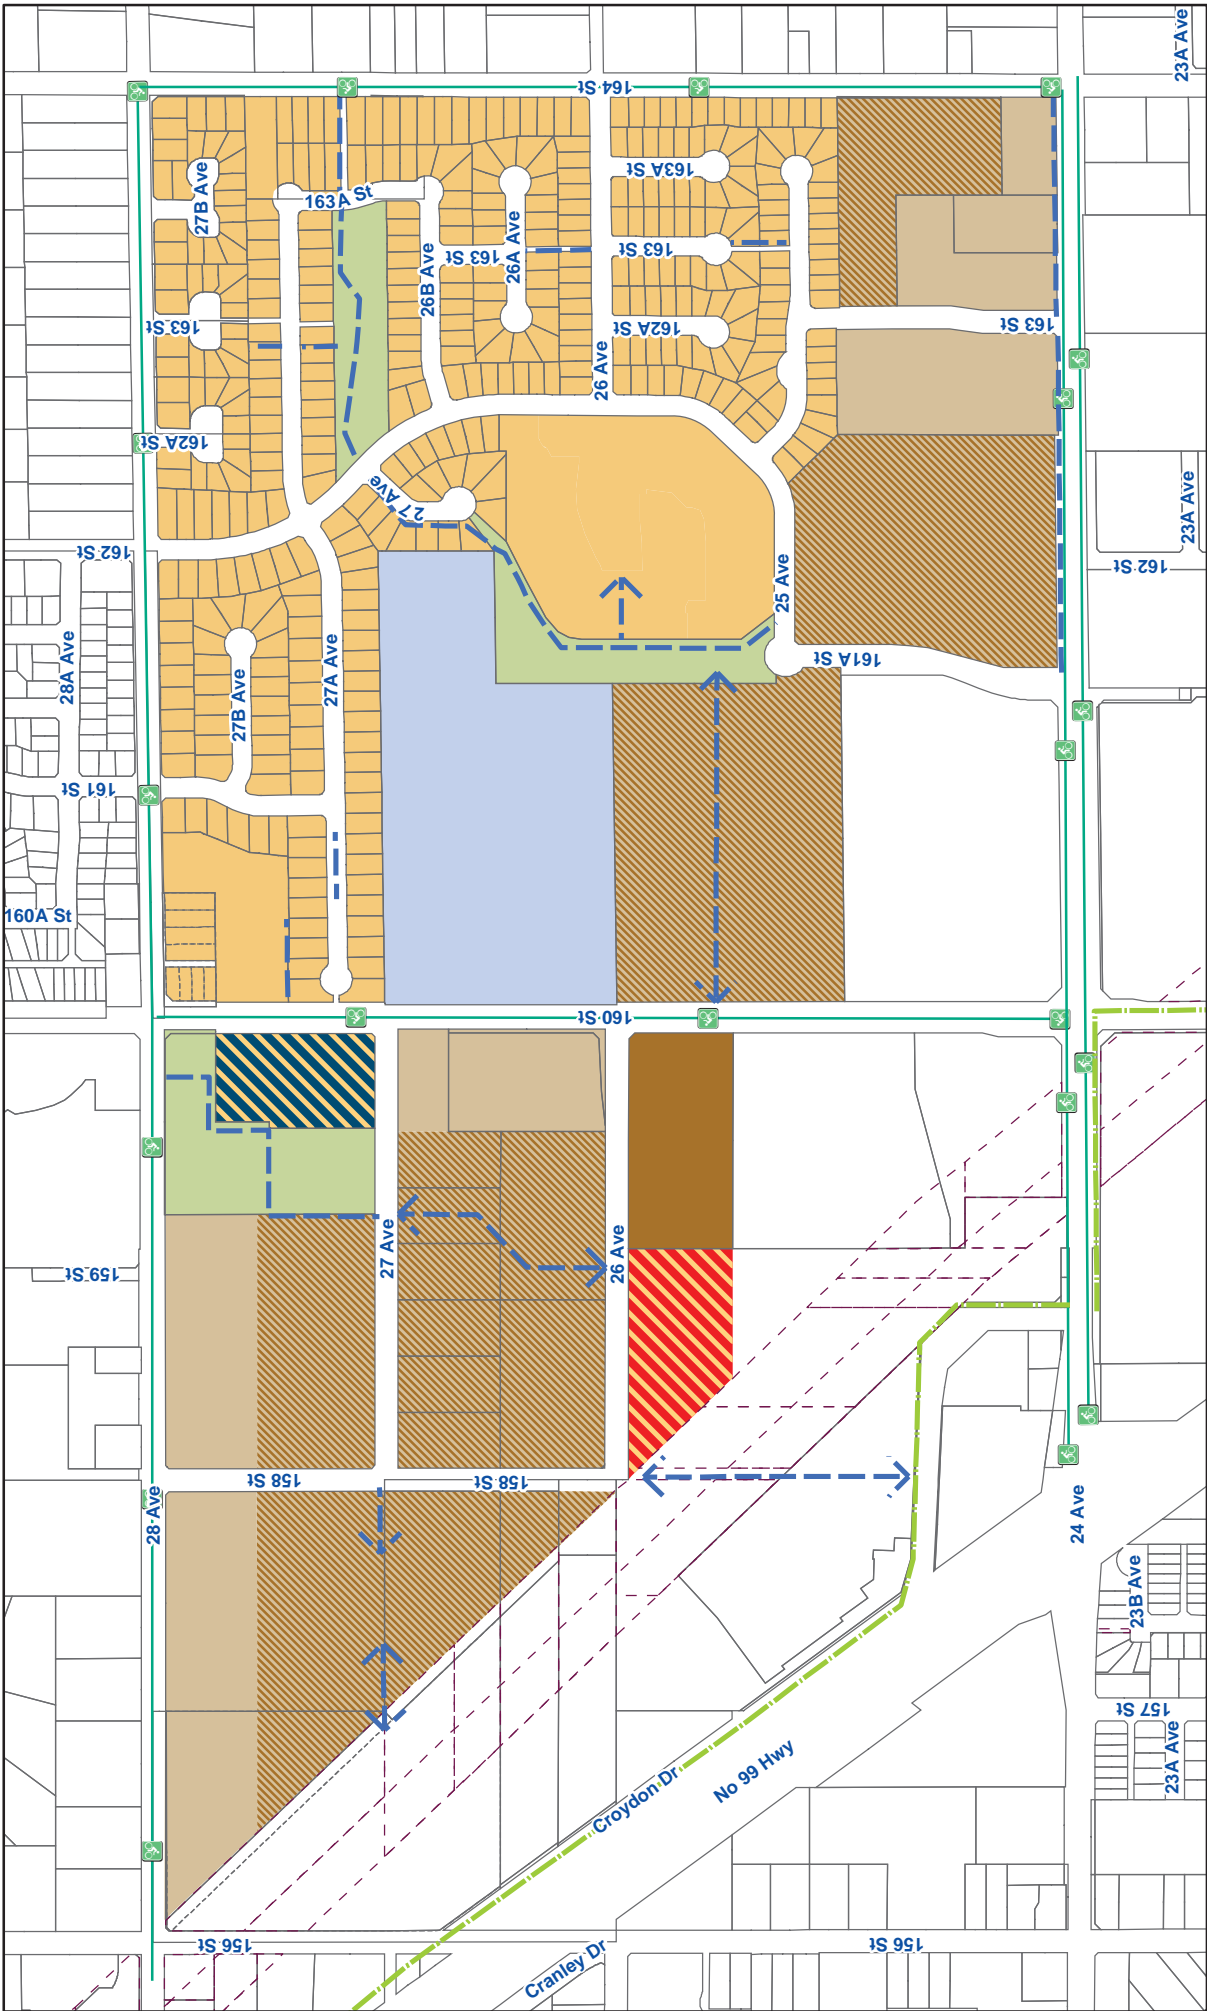 23A Ave
164 St
27B Ave
163A St
163A St
26B Ave
26A Ave
163 St
163 St
163 St
163 St
162A St
26 Ave
162A St
27 Ave
23A Ave
162 St
162 St
25 Ave
28A Ave
27A Ave
161A St
27B Ave
161 St
160A St
160 St
27 Ave
26 Ave
159 St
158 St
158 St
28 Ave
24 Ave
23B Ave
157 St
23A Ave
No 99 Hwy
Croydon Dr
156 St
156 St
Cranley Dr